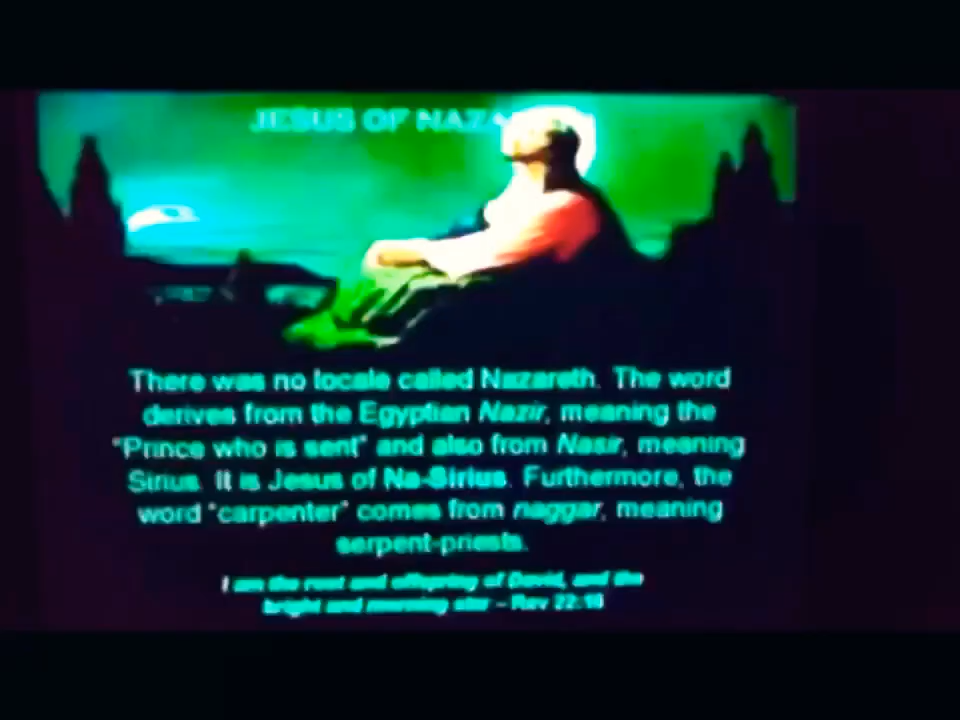 JESUS OF NAZA
There was no locale called Nazareth. The word
derives from the Egyptian Nazir, meaning the
"Prince who is sent" and also from Nasir, meaning
Sirius. It is Jesus of Na-Sirius. Furthermore, the
word "carpenter" comes from naggar, meaning
serpent-priests.
I am the root and offspring of David, and the
bright and morning star – Rev 22:16